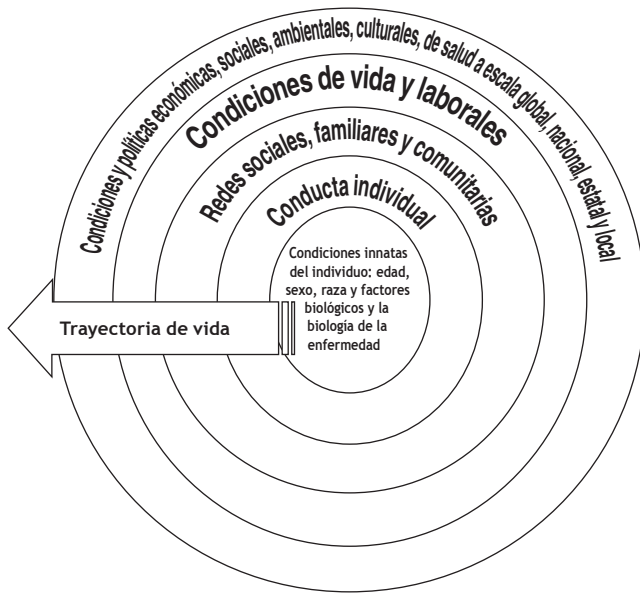 Condiciones y políticas económicas, sociales, ambientales, culturales, de salud a escala global, nacional, estatal y local
Condiciones de vida y laborales
Redes sociales, familiares y comunitarias
Conducta individual
Condiciones innatas
del individuo: edad,
sexo, raza y factores
biológicos y la
biología de la
enfermedad
Trayectoria de vida